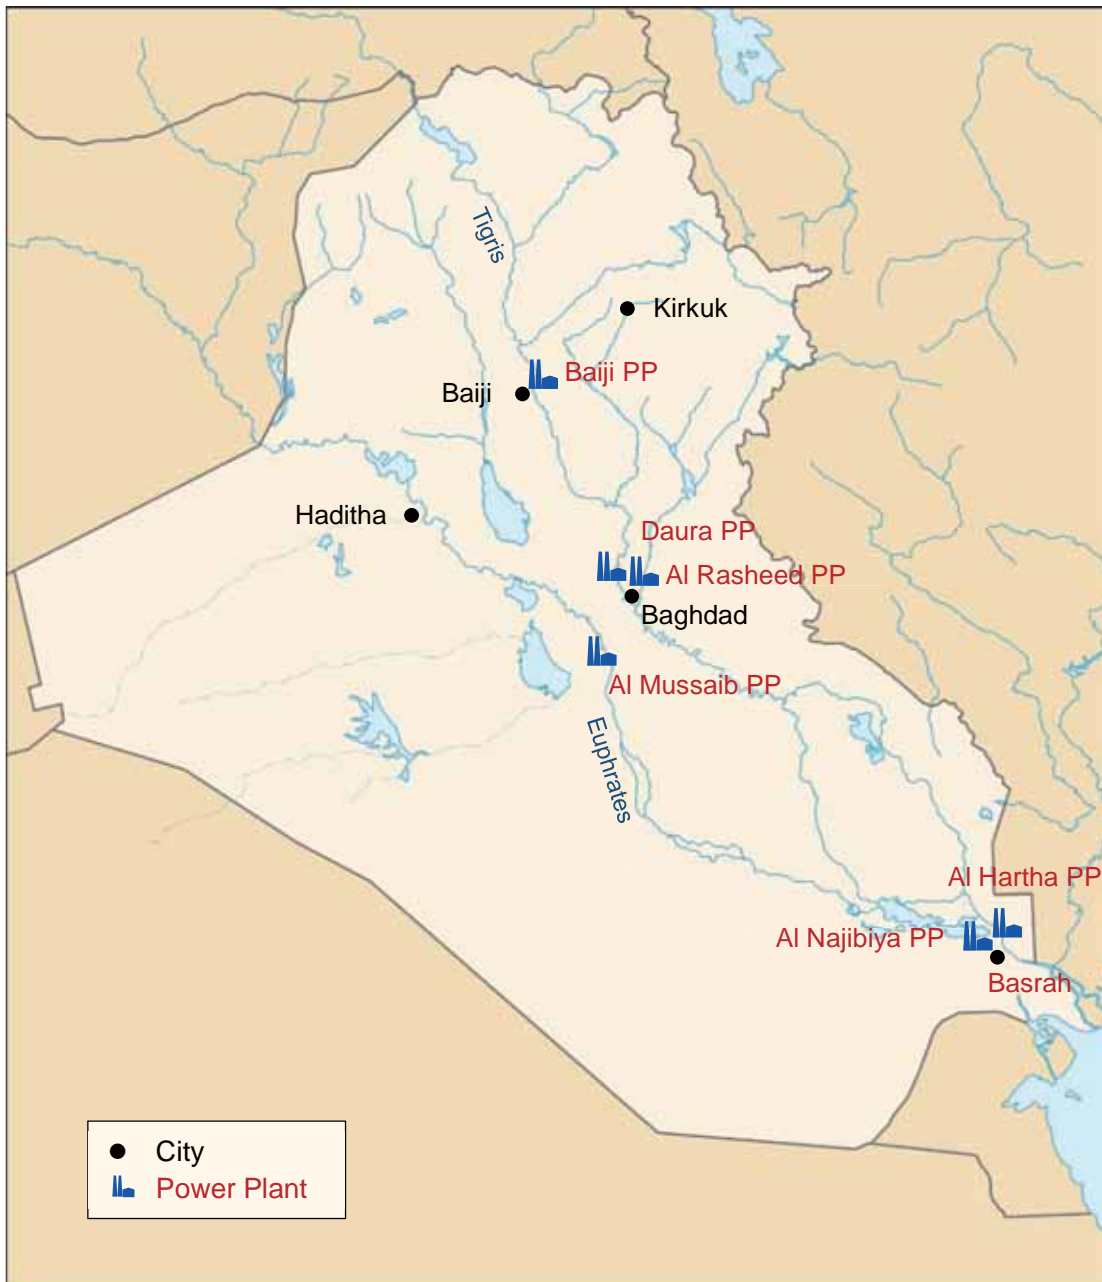 Tigris
Kirkuk
Baiji PP
Baiji
Haditha
Daura PP
Al Rasheed PP
Baghdad
Al Mussaib PP
Euphrates
Al Hartha PP
Al Najibiya PP
Basrah
City
Power Plant